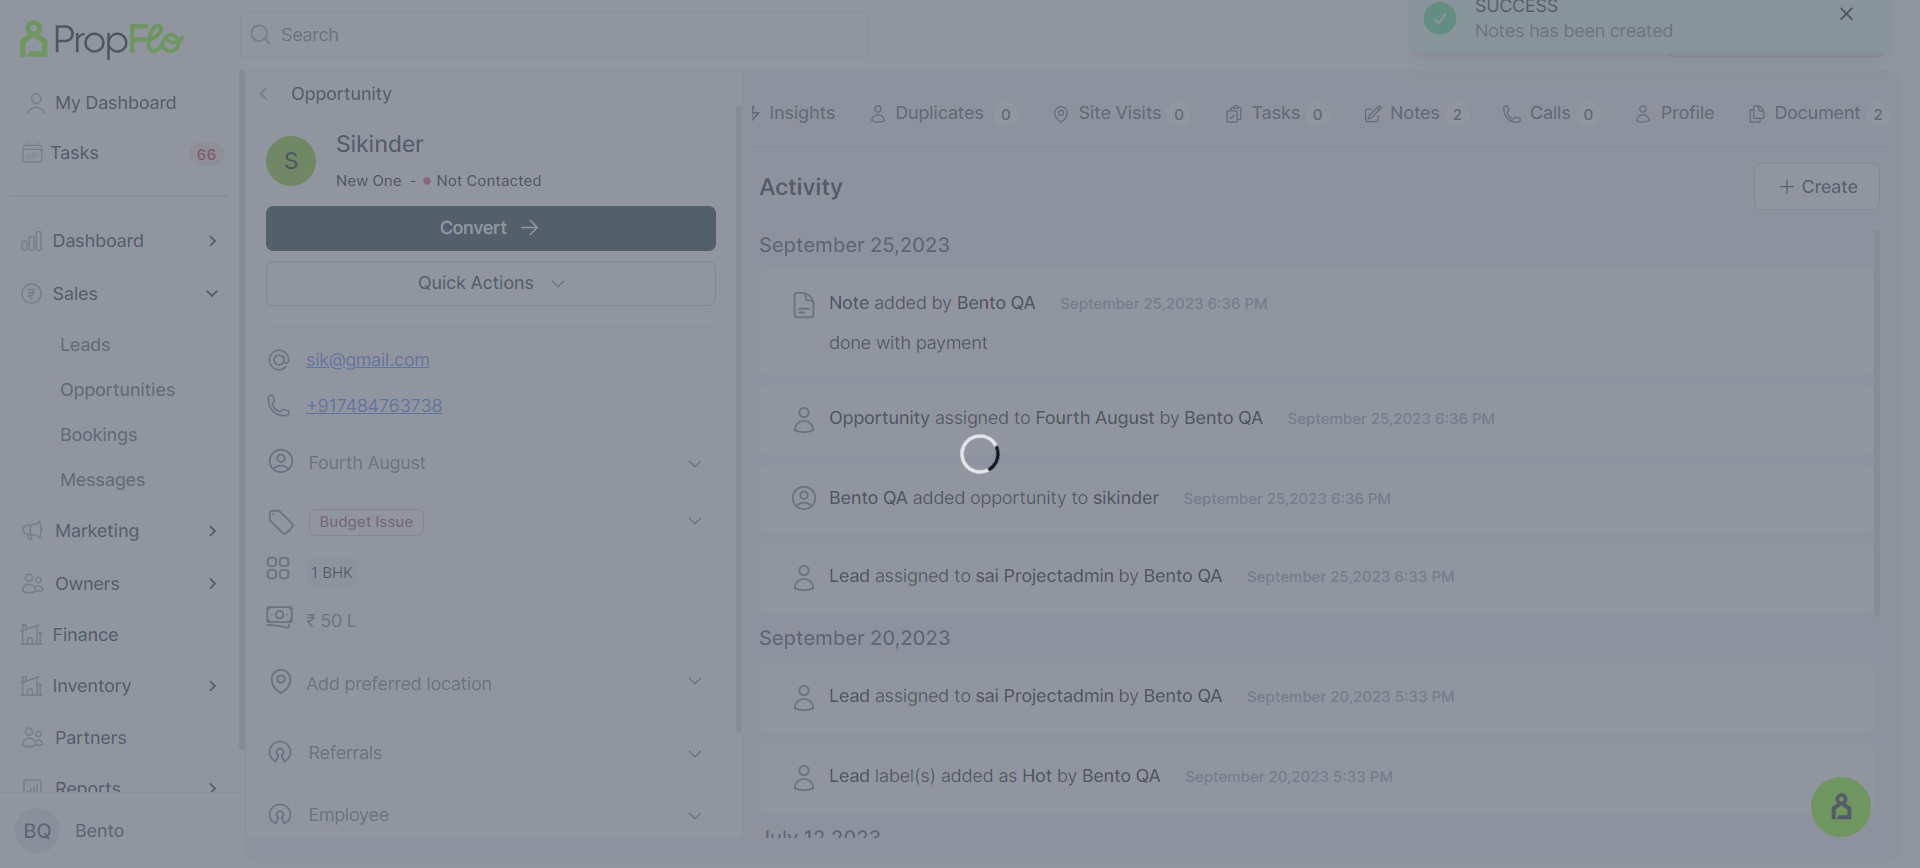 PropFlo
Search
SUCCESS
Notes has been created
My Dashboard
Tasks
66
Dashboard
Sales
Leads
Opportunities
Bookings
Messages
Marketing
Owners
Finance
Inventory
Partners
Reports
BQ
Bento
Opportunity
S
Sikinder
New One - Not Contacted
Convert
Quick Actions
sik@gmail.com
+917484763738
Fourth August
Budget Issue
1 BHK
₹ 50 L
Add preferred location
Referrals
Employee
Insights
Duplicates 0
Site Visits 0
Tasks 0
Notes 2
Calls 0
Profile
Document 2
Activity
+ Create
September 25,2023
Note added by Bento QA September 25,2023 6:36 PM
done with payment
Opportunity assigned to Fourth August by Bento QA September 25,2023 6:36 PM
Bento QA added opportunity to sikinder September 25,2023 6:36 PM
Lead assigned to sai Projectadmin by Bento QA September 25,2023 6:33 PM
September 20,2023
Lead assigned to sai Projectadmin by Bento QA September 20,2023 5:33 PM
Lead label(s) added as Hot by Bento QA September 20,2023 5:33 PM
July 12,2023